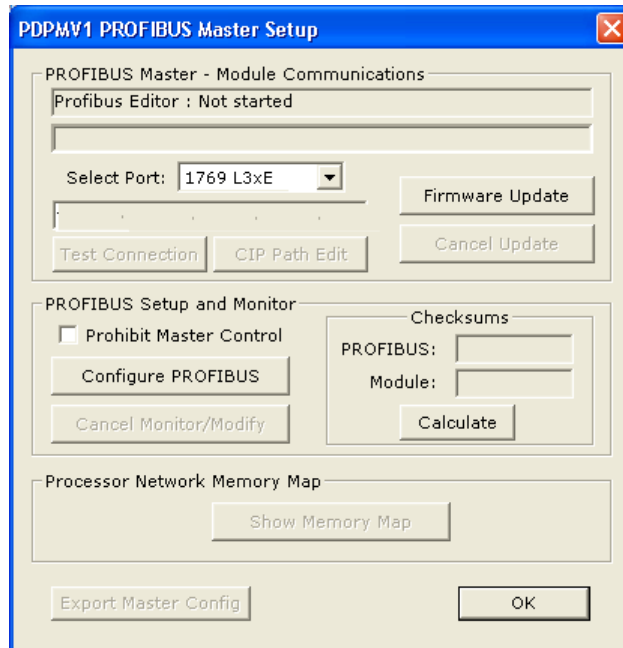 PDPMV1 PROFIBUS Master Setup
PROFIBUS Master - Module Communications
Profibus Editor : Not started
Select Port: 1769 L3xE
Firmware Update
Test Connection
CIP Path Edit
Cancel Update
PROFIBUS Setup and Monitor
Prohibit Master Control
Configure PROFIBUS
Cancel Monitor/Modify
Checksums
PROFIBUS:
Module:
Calculate
Processor Network Memory Map
Show Memory Map
Export Master Config
OK